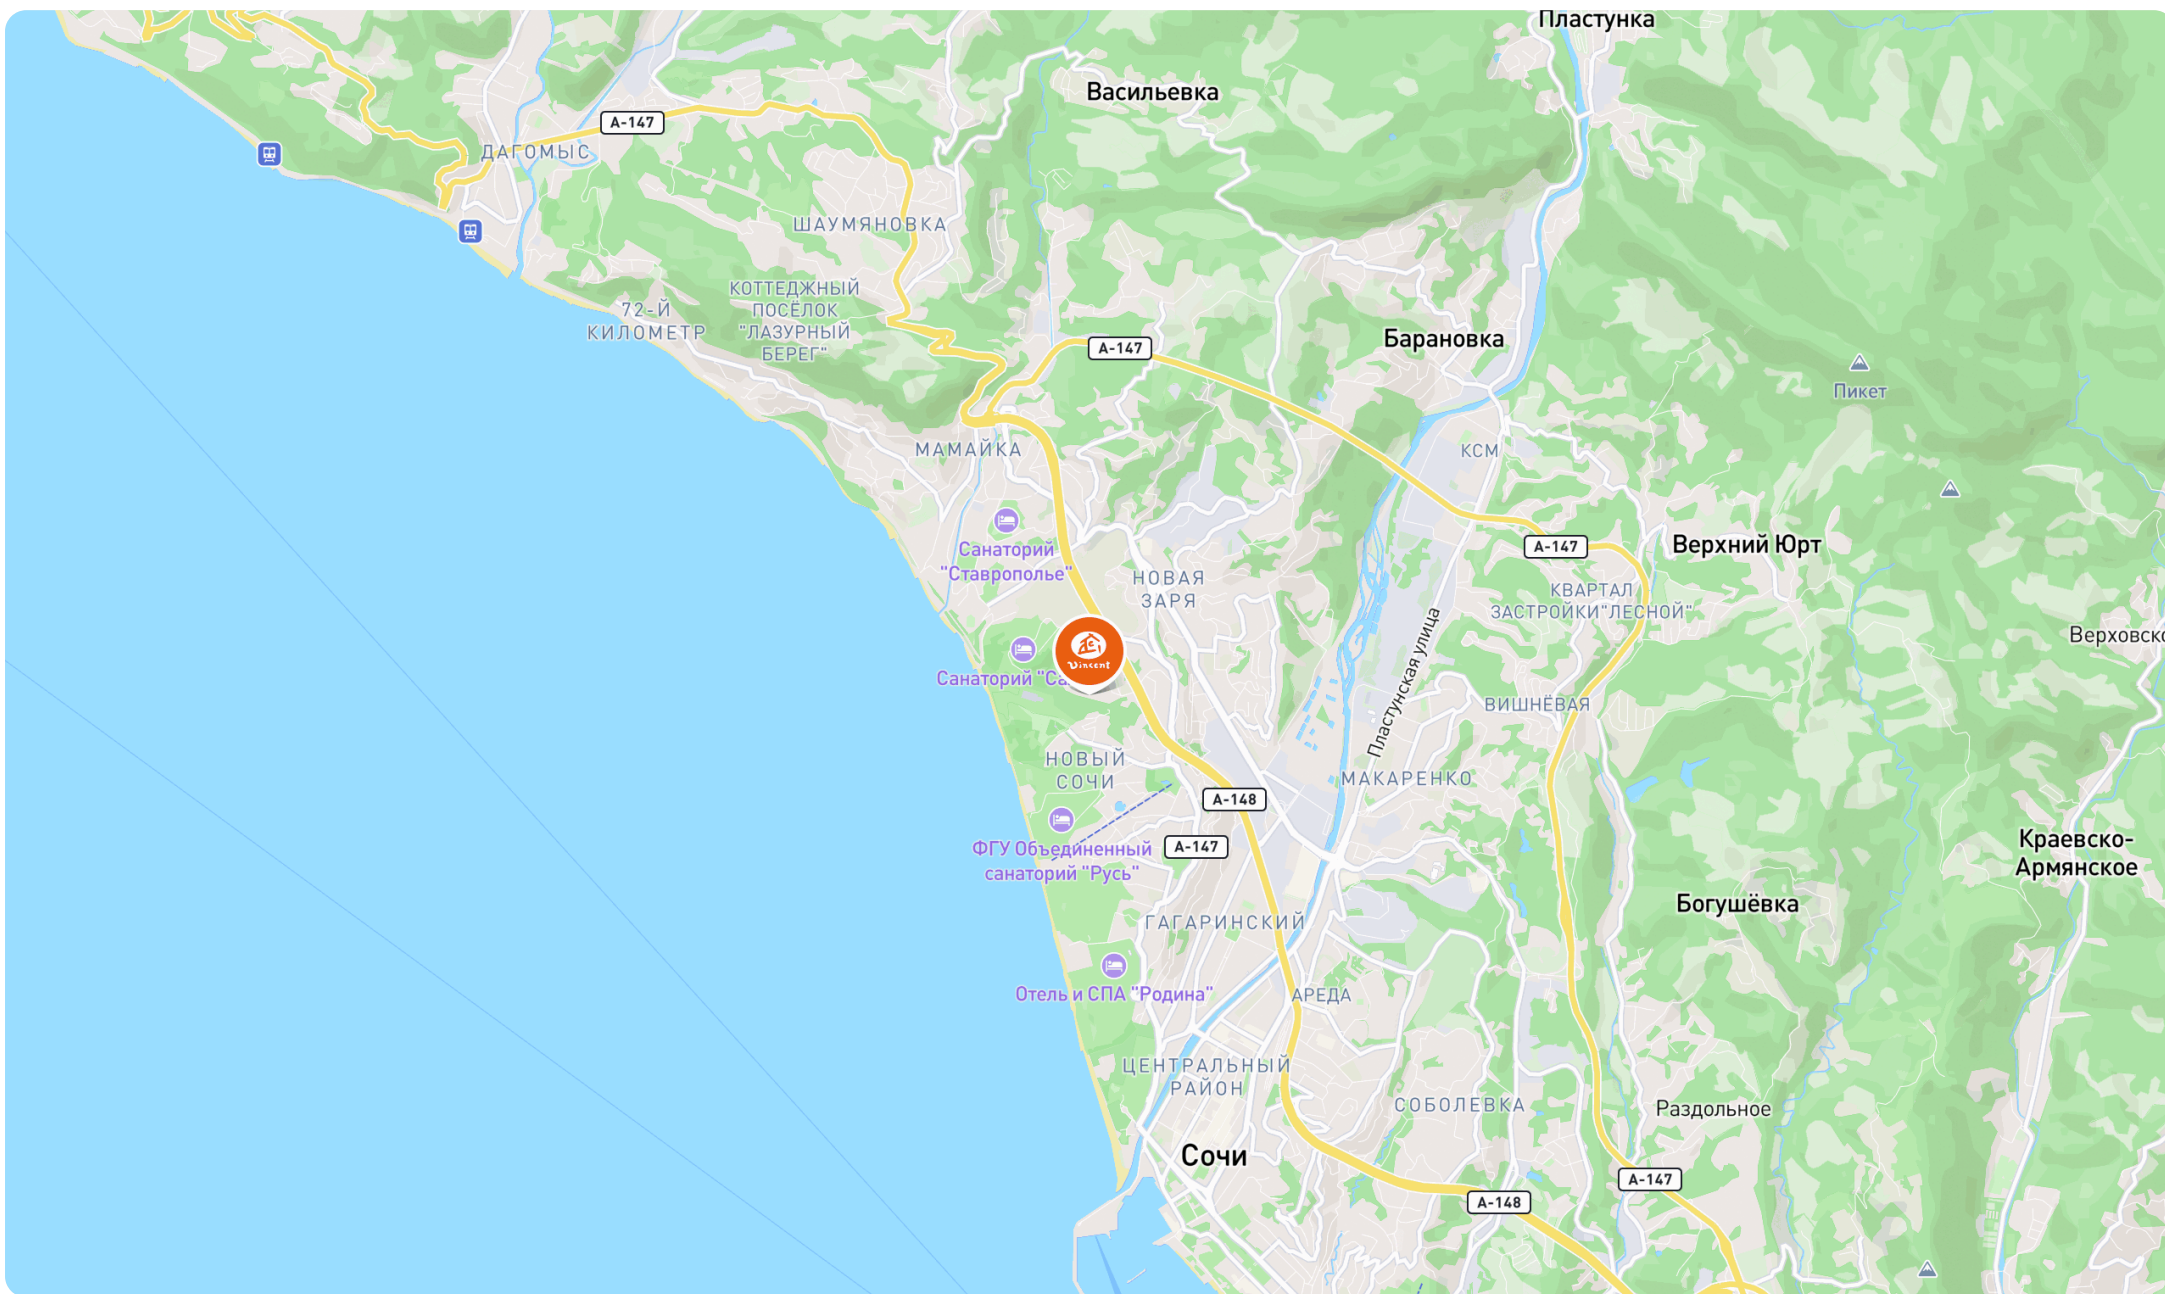 Пластунка
Васильевка
А-147
ДАГОМЫС
ШАУМЯНОВКА
КОТТЕДЖНЫЙ
ПОСЁЛОК
"ЛАЗУРНЫЙ
БЕРЕГ"
72-Й
КИЛОМЕТР
А-147
Барановка
Пикет
МАМАЙКА
КСМ
Санаторий
"Ставрополье"
НОВАЯ
ЗАРЯ
А-147
Верхний Юрт
КВАРТАЛ
ЗАСТРОЙКИ"ЛЕСНОЙ"
Vincent
Санаторий
Пластунская улица
ВИШНЁВАЯ
НОВЫЙ
СОЧИ
МАКАРЕНКО
А-148
А-147
ФГУ Объединенный
санаторий "Русь"
Краевско-
Армянское
Богушёвка
ГАГАРИНСКИЙ
Отель и СПА "Родина"
АРЕДА
ЦЕНТРАЛЬНЫЙ
РАЙОН
СОБОЛЕВКА
Раздольное
Сочи
А-147
А-148